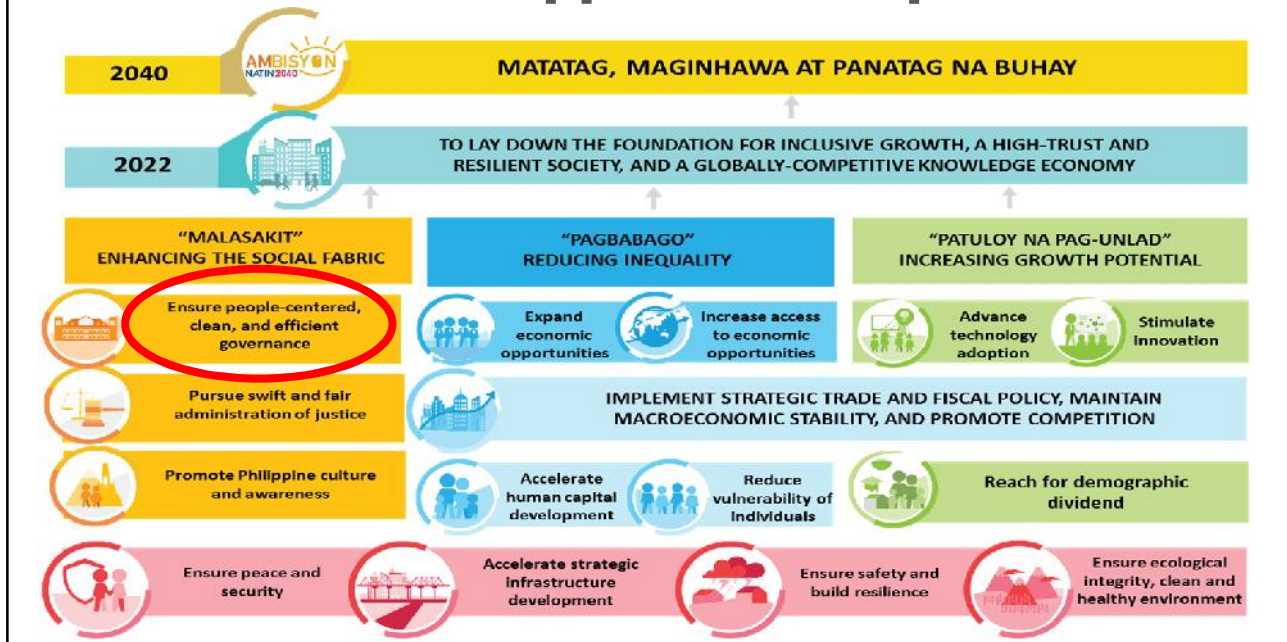 2040
AMBISYON
NATIN2040
MATATAG, MAGINHAWA AT PANATAG NA BUHAY
2022
TO LAY DOWN THE FOUNDATION FOR INCLUSIVE GROWTH, A HIGH-TRUST AND
RESILIENT SOCIETY, AND A GLOBALLY-COMPETITIVE KNOWLEDGE ECONOMY
"MALASAKIT"
ENHANCING THE SOCIAL FABRIC
"PAGBABAGO"
REDUCING INEQUALITY
"PATULOY NA PAG-UNLAD"
INCREASING GROWTH POTENTIAL
Ensure people-centered,
clean, and efficient
governance
Expand
economic
opportunities
Increase access
to economic
opportunities
Advance
technology
adoption
Stimulate
Innovation
Pursue swift and fair
administration of justice
IMPLEMENT STRATEGIC TRADE AND FISCAL POLICY, MAINTAIN
MACROECONOMIC STABILITY, AND PROMOTE COMPETITION
Promote Philippine culture
and awareness
Accelerate
human capital
development
Reduce
vulnerability of
individuals
Reach for demographic
dividend
Ensure peace and
security
Accelerate strategic
infrastructure
development
Ensure safety and
build resilience
Ensure ecological
integrity, clean and
healthy environment